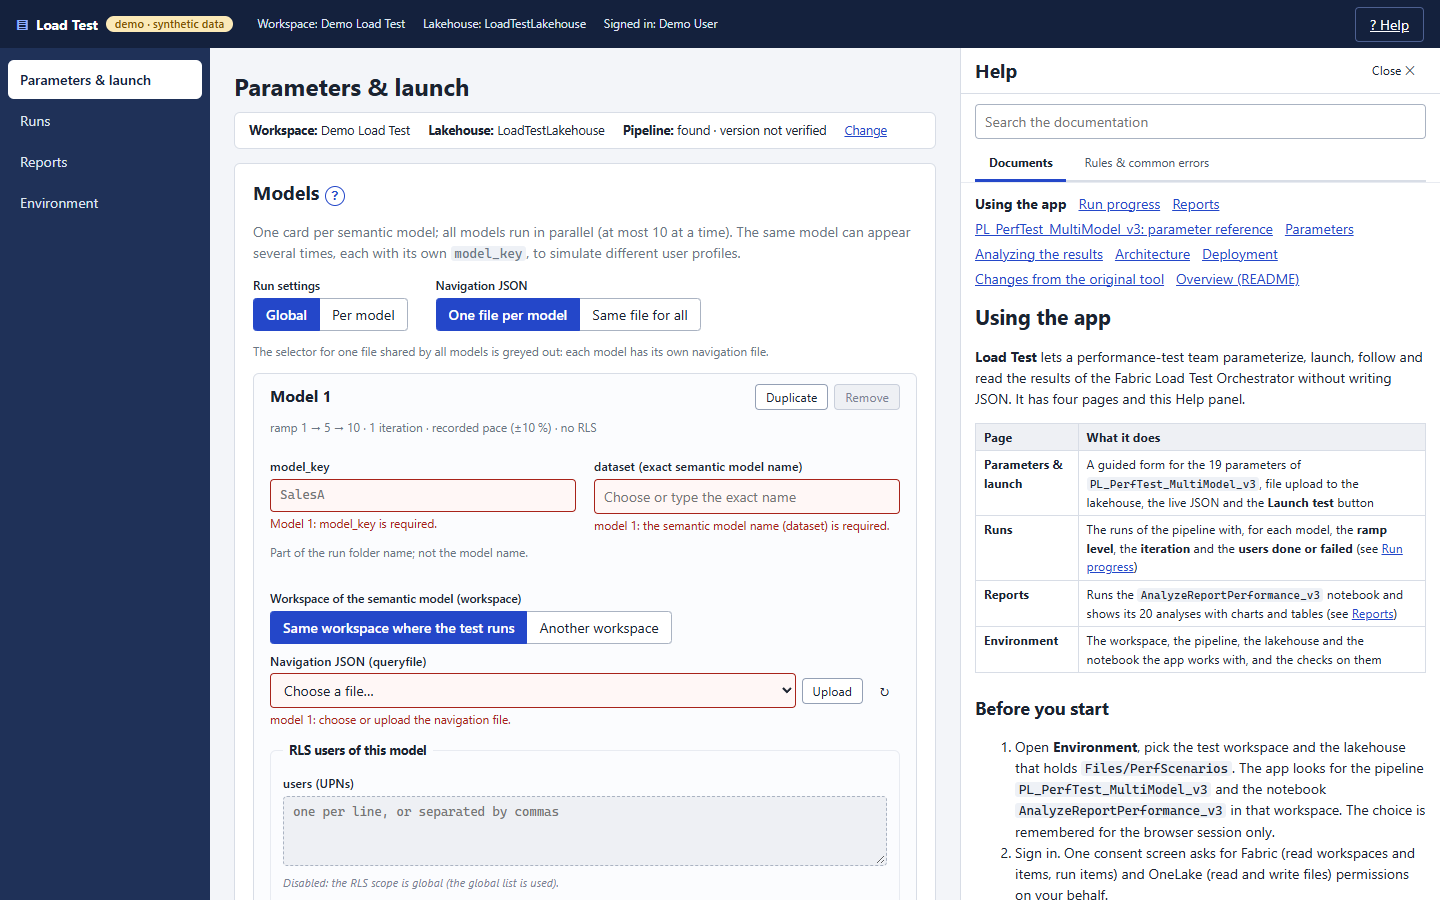 Load Test demo · synthetic data Workspace: Demo Load Test Lakehouse: LoadTestLakehouse Signed in: Demo User ? Help
Parameters & launch
Runs
Reports
Environment
Parameters & launch
Workspace: Demo Load Test Lakehouse: LoadTestLakehouse Pipeline: found · version not verified Change
Models ?
One card per semantic model; all models run in parallel (at most 10 at a time). The same model can appear
several times, each with its own model_key, to simulate different user profiles.
Run settings Navigation JSON
Global Per model One file per model Same file for all
The selector for one file shared by all models is greyed out: each model has its own navigation file.
Model 1 Duplicate Remove
ramp 1 → 5 → 10 · 1 iteration · recorded pace (±10 %) · no RLS
model_key dataset (exact semantic model name)
SalesA Choose or type the exact name
Model 1: model_key is required. model 1: the semantic model name (dataset) is required.
Part of the run folder name; not the model name.
Workspace of the semantic model (workspace)
Same workspace where the test runs Another workspace
Navigation JSON (queryfile)
Choose a file... Upload ↻
model 1: choose or upload the navigation file.
RLS users of this model
users (UPNs)
one per line, or separated by commas
Disabled: the RLS scope is global (the global list is used).
Help Close ✕
Search the documentation
Documents Rules & common errors
Using the app Run progress Reports
PL_PerfTest_MultiModel_v3: parameter reference Parameters
Analyzing the results Architecture Deployment
Changes from the original tool Overview (README)
Using the app
Load Test lets a performance-test team parameterize, launch, follow and
read the results of the Fabric Load Test Orchestrator without writing
JSON. It has four pages and this Help panel.
Page What it does
Parameters & launch A guided form for the 19 parameters of
PL_PerfTest_MultiModel_v3, file upload to the
lakehouse, the live JSON and the Launch test button
Runs The runs of the pipeline with, for each model, the ramp
level, the iteration and the users done or failed (see Run
progress)
Reports Runs the AnalyzeReportPerformance_v3 notebook and
shows its 20 analyses with charts and tables (see Reports)
Environment The workspace, the pipeline, the lakehouse and the
notebook the app works with, and the checks on them
Before you start
1. Open Environment, pick the test workspace and the lakehouse
that holds Files/PerfScenarios. The app looks for the pipeline
PL_PerfTest_MultiModel_v3 and the notebook
AnalyzeReportPerformance_v3 in that workspace. The choice is
remembered for the browser session only.
2. Sign in. One consent screen asks for Fabric (read workspaces and
items, run items) and OneLake (read and write files) permissions
on your behalf.